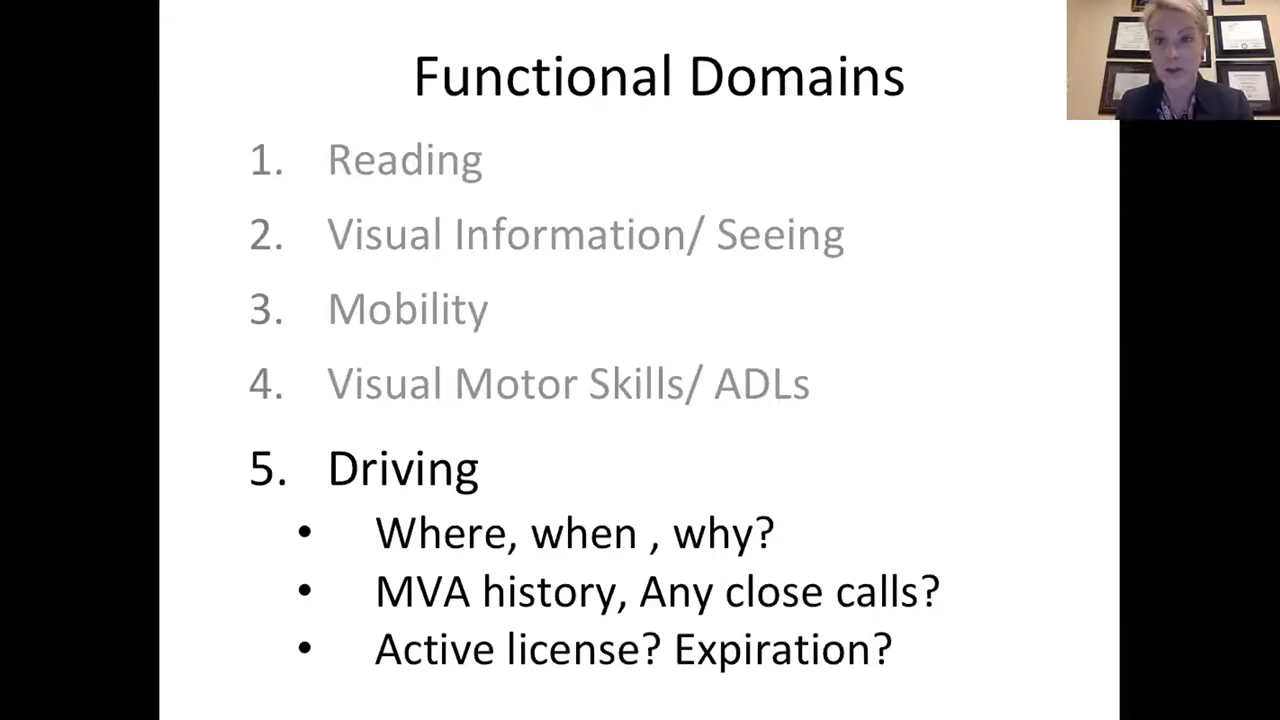 Functional Domains
1. Reading
2. Visual Information/ Seeing
3. Mobility
4. Visual Motor Skills/ ADLs
5. Driving
• Where, when , why?
• MVA history, Any close calls?
• Active license? Expiration?